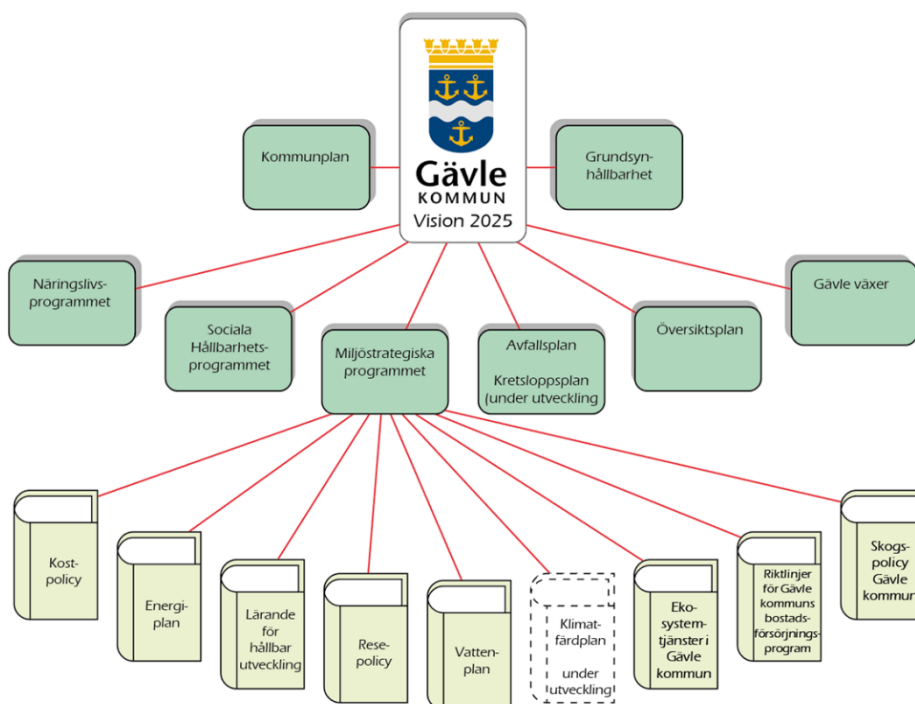 Gävle
KOMMUN
Vision 2025
Kommunplan
Grundsyn-
hållbarhet
Näringslivs-
programmet
Sociala
Hållbarhets-
programmet
Miljöstrategiska
programmet
Avfallsplan
Kretsloppsplan
(under utveckling
Översiktsplan
Gävle växer
Kost-
policy
Energi-
plan
Lärande
för
hållbar
utveckling
Rese-
policy
Vatten-
plan
Klimat-
färdplan
under
utveckling
Eko-
system-
tjänster i
Gävle
kommun
Riktlinjer
för Gävle
kommuns
bostads-
försörjnings-
program
Skogs-
policy
Gävle
kommun